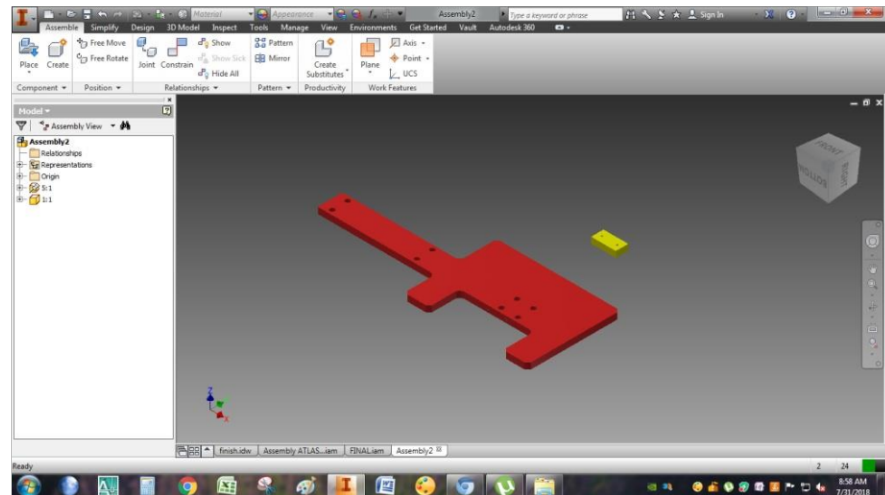 Material
Appearance
Assembly2
Type a keyword or phrase
Sign In
Assemble Simplify Design 3D Model Inspect Tools Manage View Environments Get Started Vault Autodesk 360
Free Move
Free Rotate
Show
Show Sick
Hide All
Pattern
Mirror
Axis
Point
UCS
Place Create Joint Constrain Create Substitutes Plane
Component Position Relationships Pattern Productivity Work Features
Model
Assembly View
Assembly2
Relationships
Representations
Origin
5:1
1:1
FRONT
BOTTOM
RIGHT
Z
X
finish.idw Assembly ATLAS...iam FINAL.iam Assembly2
Ready 2 24
8:58 AM
7/31/2018